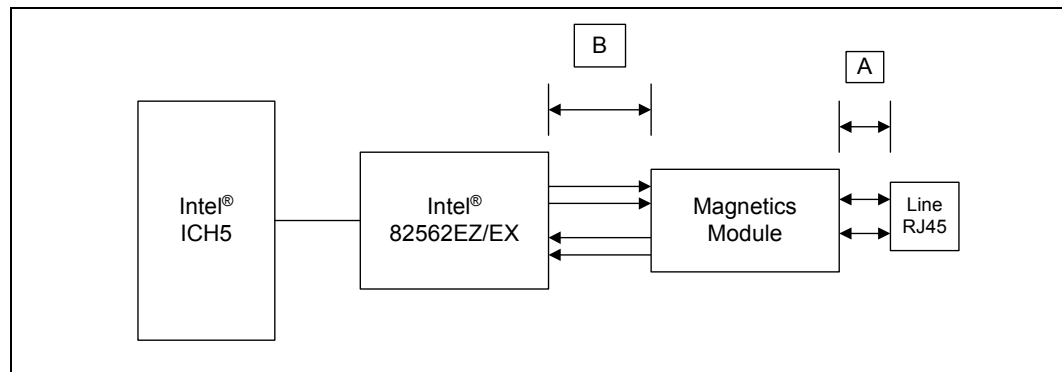 B
A
Intel®
ICH5
Intel®
82562EZ/EX
Magnetics
Module
Line
RJ45